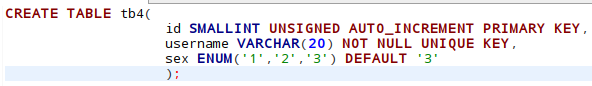 CREATE TABLE tb4(
id SMALLINT UNSIGNED AUTO_INCREMENT PRIMARY KEY,
username VARCHAR(20) NOT NULL UNIQUE KEY,
sex ENUM('1','2','3') DEFAULT '3'
);